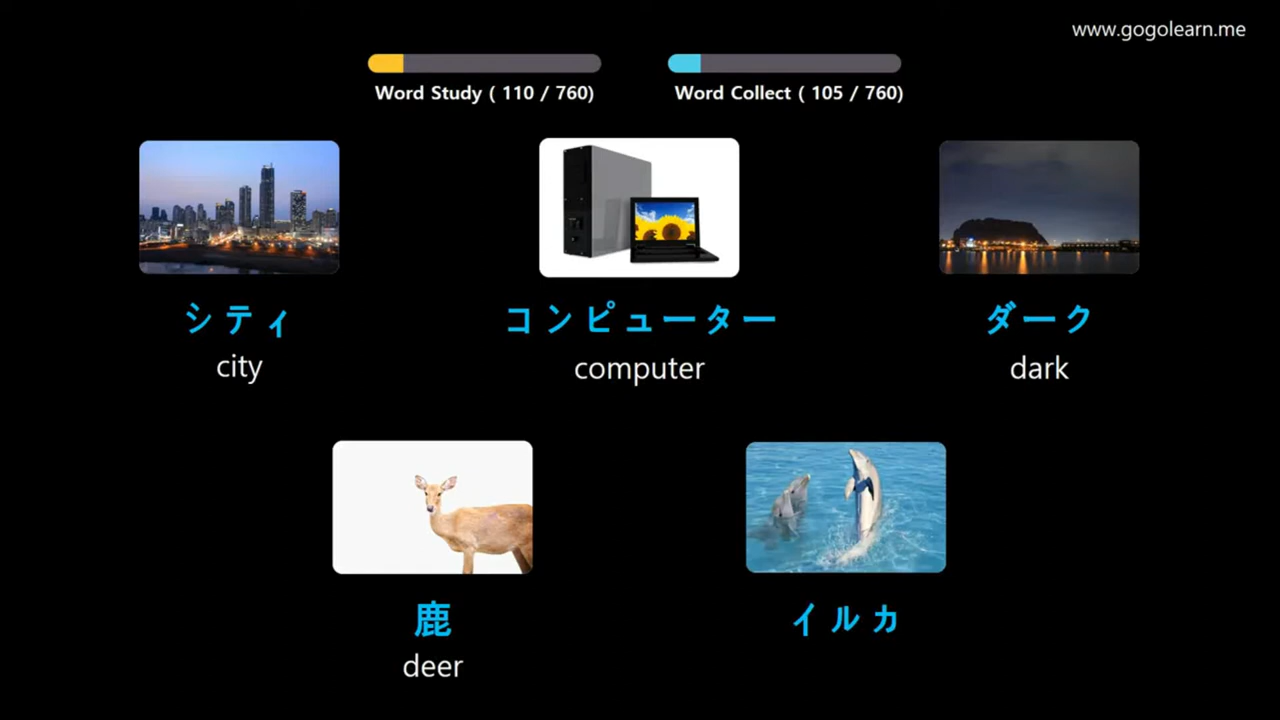 www.gogolearn.me
Word Study ( 110 / 760)
Word Collect ( 105 / 760)
シティ
city
コンピューター
computer
ダーク
dark
鹿
deer
イルカ